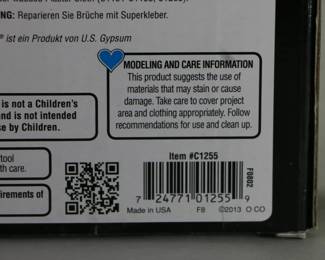 NG: Reparieren Sie Brüche mit Superkleber.
® ist ein Produkt von U.S. Gypsum
MODELING AND CARE INFORMATION
This product suggests the use of
materials that may stain or cause
damage. Take care to cover project
area and clothing appropriately. Follow
recommendations for use and clean up.
is not a Children's
and is not intended
se by Children.
tool
th care.
irements of
Item #C1255
F0802
7 24771 01255 9
Made in USA F8 ©2013 O CO